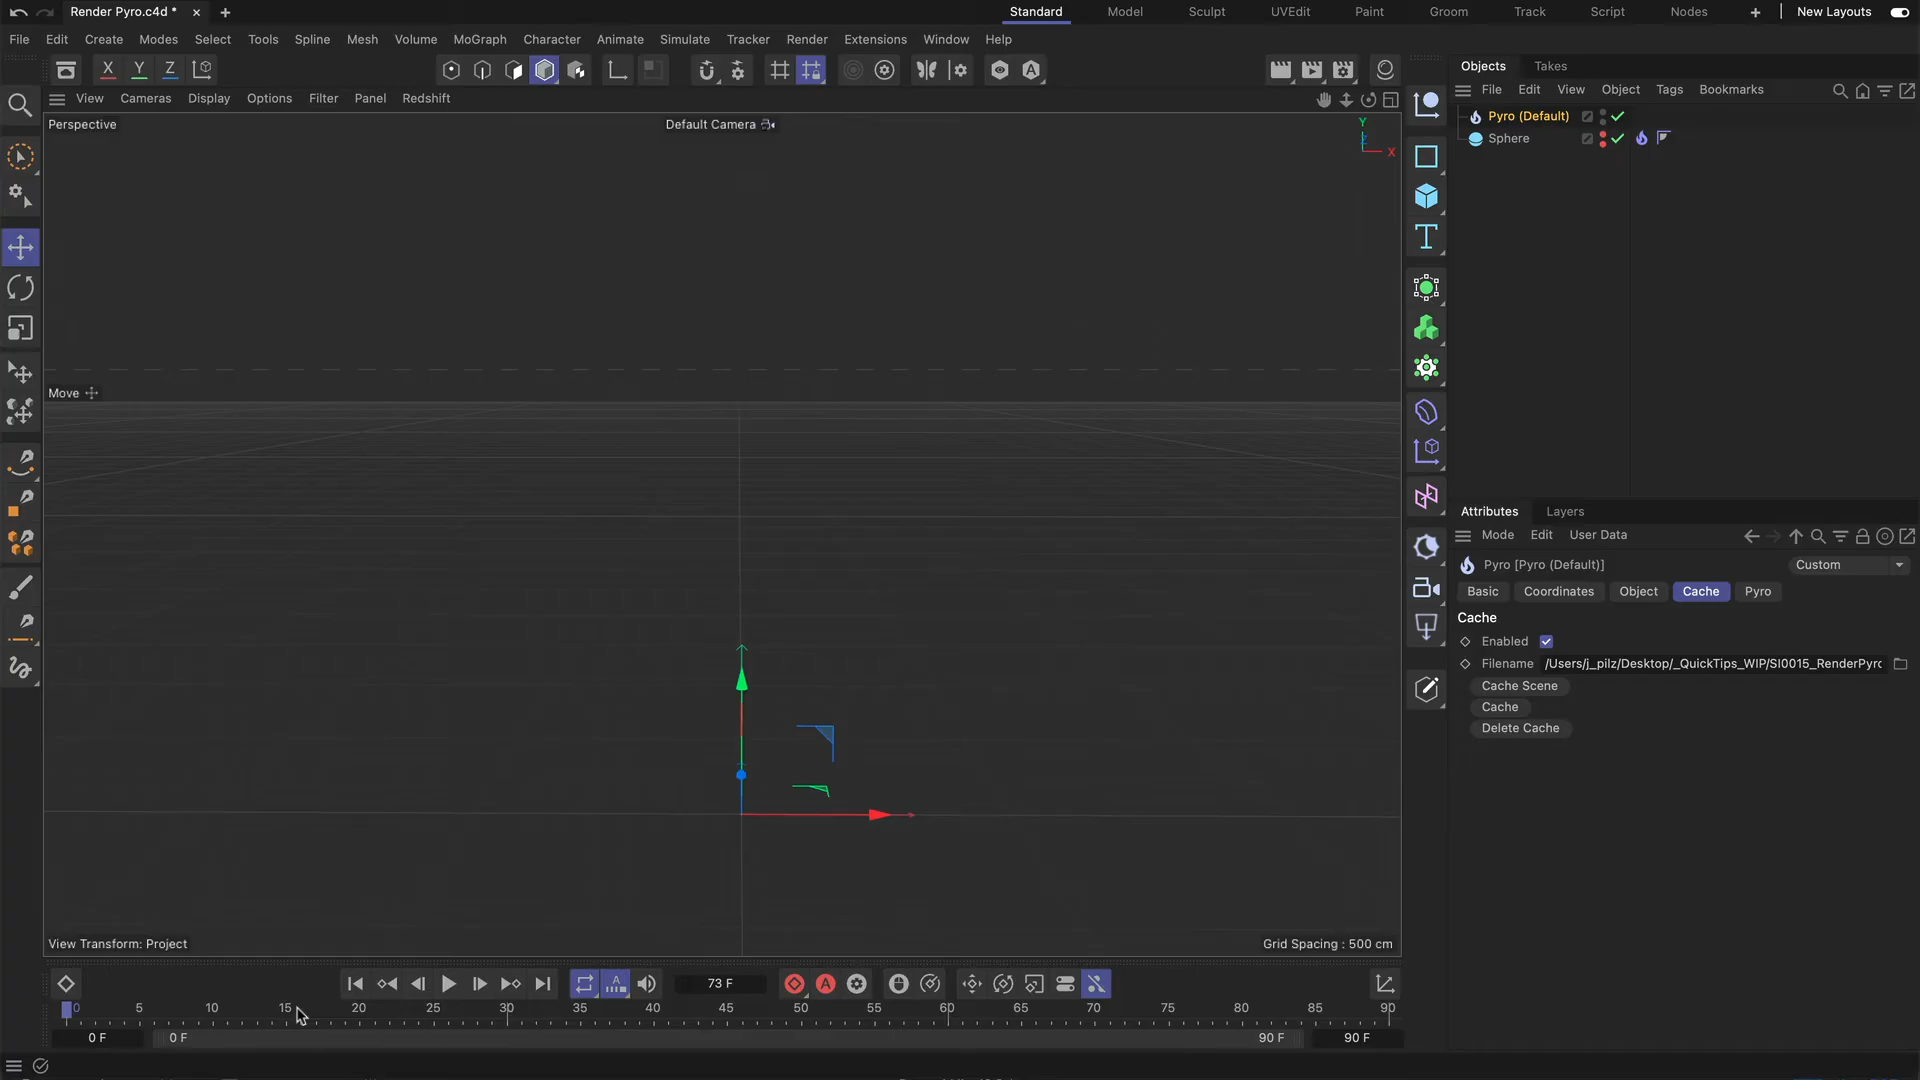 Render Pyro.c4d *
Standard
Model
Sculpt
UVEdit
Paint
Groom
Track
Script
Nodes
New Layouts
File
Edit
Create
Modes
Select
Tools
Spline
Mesh
Volume
MoGraph
Character
Animate
Simulate
Tracker
Render
Extensions
Window
Help
X
Y
Z
Objects
Takes
File
Edit
View
Object
Tags
Bookmarks
View
Cameras
Display
Options
Filter
Panel
Redshift
Pyro (Default)
Sphere
Perspective
Default Camera
Y
Z
X
Move
Attributes
Layers
Mode
Edit
User Data
Pyro [Pyro (Default)]
Custom
Basic
Coordinates
Object
Cache
Pyro
Cache
Enabled
Filename /Users/j_pilz/Desktop/_QuickTips_WIP/SI0015_RenderPyro
Cache Scene
Cache
Delete Cache
View Transform: Project
Grid Spacing : 500 cm
73 F
0 5 10 15 20 25 30 35 40 45 50 55 60 65 70 75 80 85 90
0 F
0 F
90 F
90 F